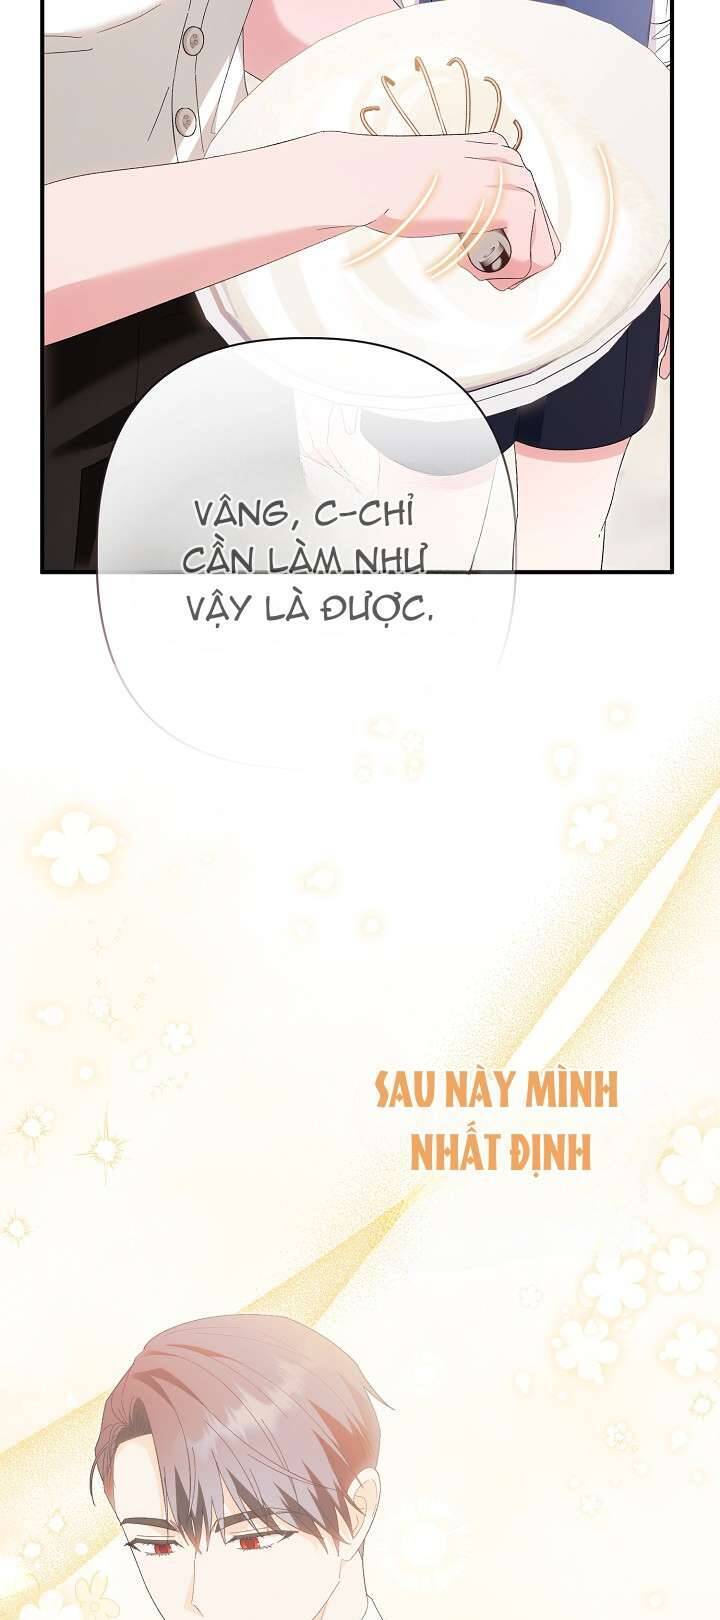 VÂNG, C-CHỈ
CẦN LÀM NHƯ
VẬY LÀ ĐƯỢC.
SAU NÀY MÌNH
NHẤT ĐỊNH